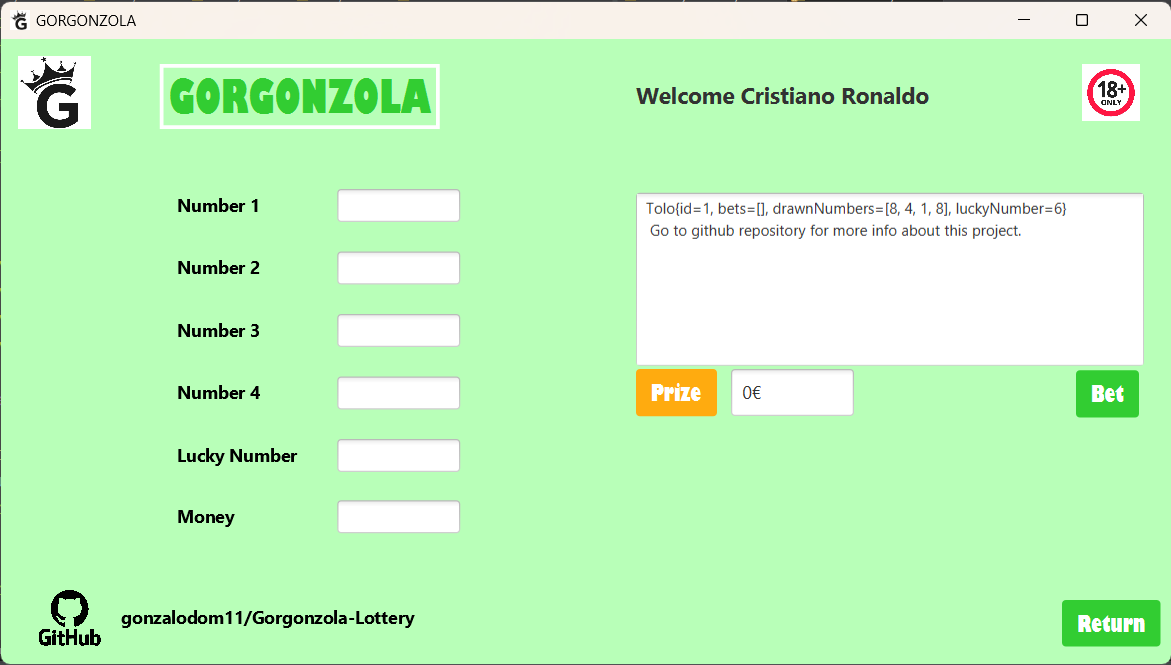 GORGONZOLA
G
GORGONZOLA
Welcome Cristiano Ronaldo
18+
ONLY
Number 1
Number 2
Number 3
Number 4
Lucky Number
Money
Tolo{id=1, bets=[], drawnNumbers=[8, 4, 1, 8], luckyNumber=6}
Go to github repository for more info about this project.
Prize
0€
Bet
GitHub
gonzalodom11/Gorgonzola-Lottery
Return